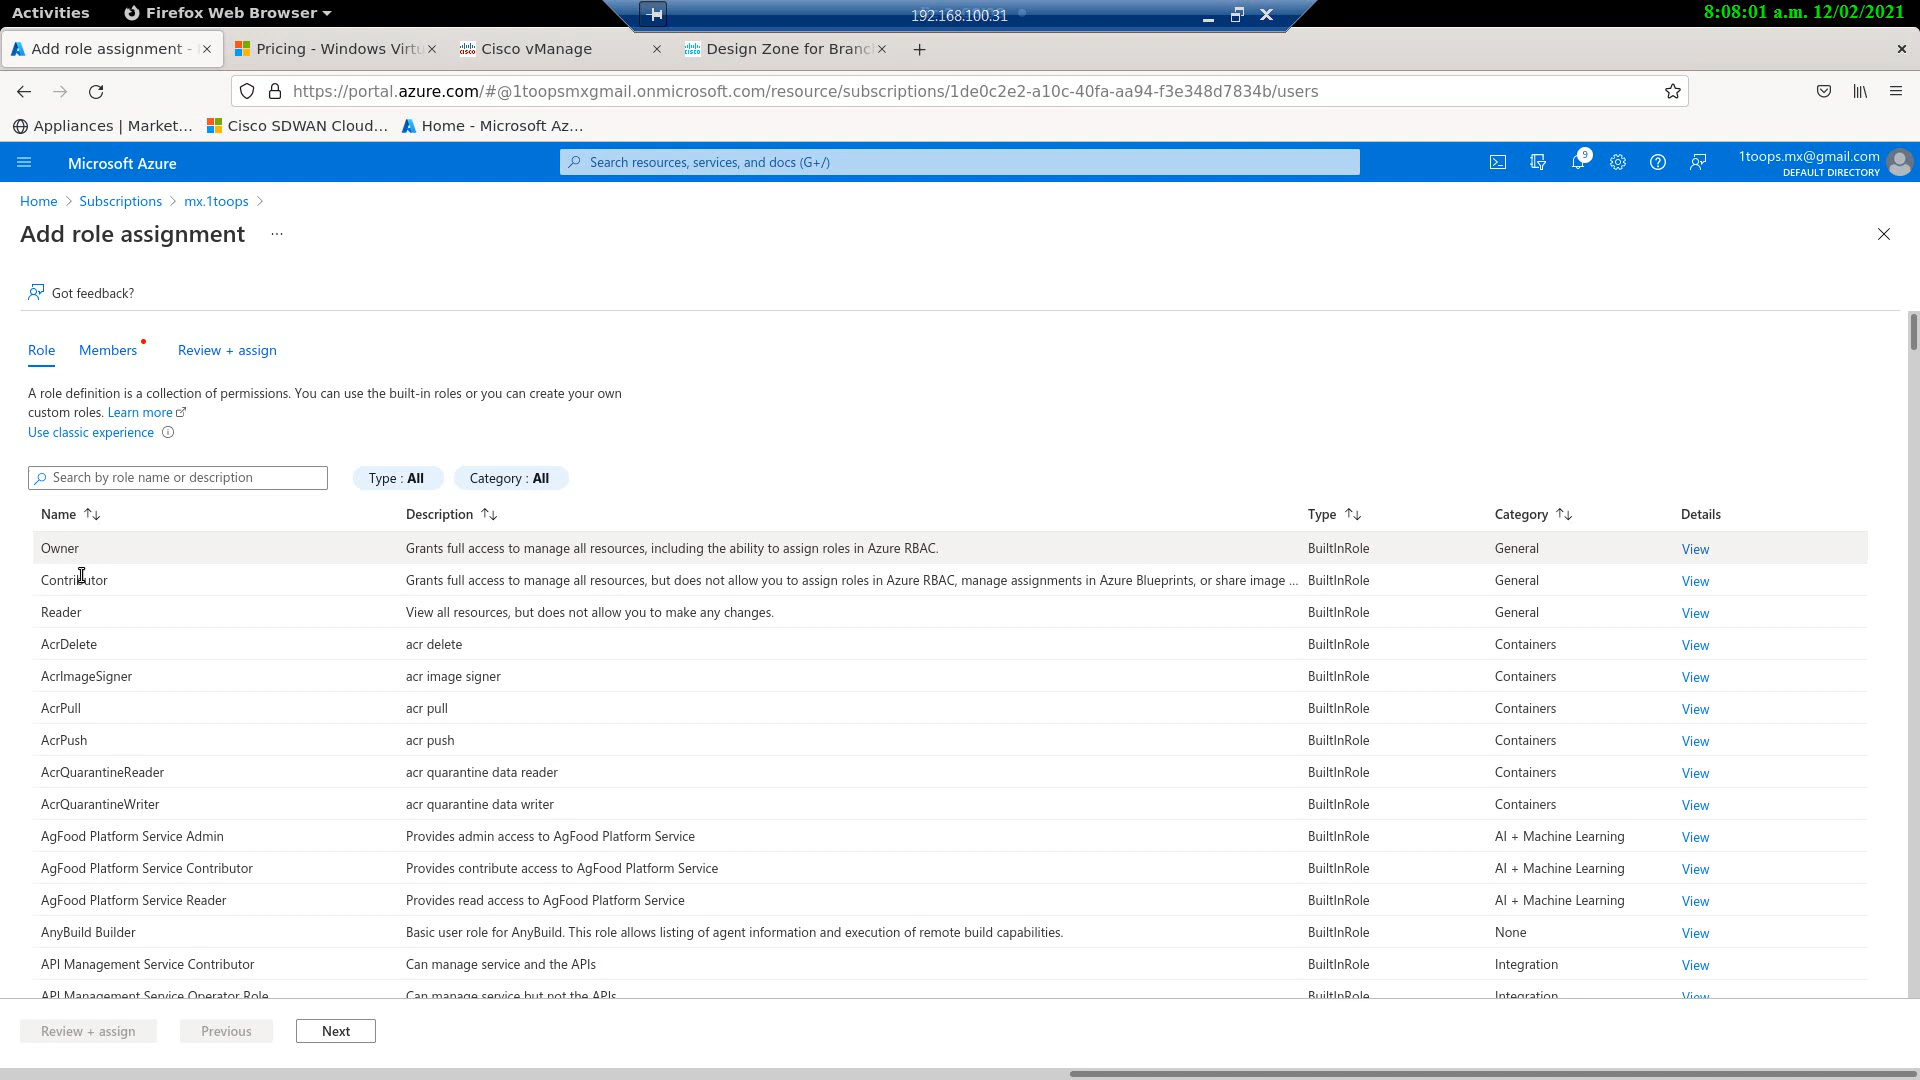 Activities Firefox Web Browser 192.168.100.31 8:08:01 a.m. 12/02/2021
Add role assignment - Pricing - Windows Virtu Cisco vManage Design Zone for Branc
https://portal.azure.com/#@1toopsmxgmail.onmicrosoft.com/resource/subscriptions/1de0c2e2-a10c-40fa-aa94-f3e348d7834b/users
Appliances | Market... Cisco SDWAN Cloud... Home - Microsoft Az...
Microsoft Azure Search resources, services, and docs (G+/) 9 1toops.mx@gmail.com
DEFAULT DIRECTORY
Home > Subscriptions > mx.1toops >
Add role assignment ...
Got feedback?
Role Members Review + assign
A role definition is a collection of permissions. You can use the built-in roles or you can create your own
custom roles. Learn more
Use classic experience
Search by role name or description Type : All Category : All
Name Description Type Category Details
Owner Grants full access to manage all resources, including the ability to assign roles in Azure RBAC. BuiltInRole General View
Contributor Grants full access to manage all resources, but does not allow you to assign roles in Azure RBAC, manage assignments in Azure Blueprints, or share image ... BuiltInRole General View
Reader View all resources, but does not allow you to make any changes. BuiltInRole General View
AcrDelete acr delete BuiltInRole Containers View
AcrImageSigner acr image signer BuiltInRole Containers View
AcrPull acr pull BuiltInRole Containers View
AcrPush acr push BuiltInRole Containers View
AcrQuarantineReader acr quarantine data reader BuiltInRole Containers View
AcrQuarantineWriter acr quarantine data writer BuiltInRole Containers View
AgFood Platform Service Admin Provides admin access to AgFood Platform Service BuiltInRole AI + Machine Learning View
AgFood Platform Service Contributor Provides contribute access to AgFood Platform Service BuiltInRole AI + Machine Learning View
AgFood Platform Service Reader Provides read access to AgFood Platform Service BuiltInRole AI + Machine Learning View
AnyBuild Builder Basic user role for AnyBuild. This role allows listing of agent information and execution of remote build capabilities. BuiltInRole None View
API Management Service Contributor Can manage service and the APIs BuiltInRole Integration View
API Management Service Operator Role Can manage service but not the APIs BuiltInRole Integration View
Review + assign Previous Next